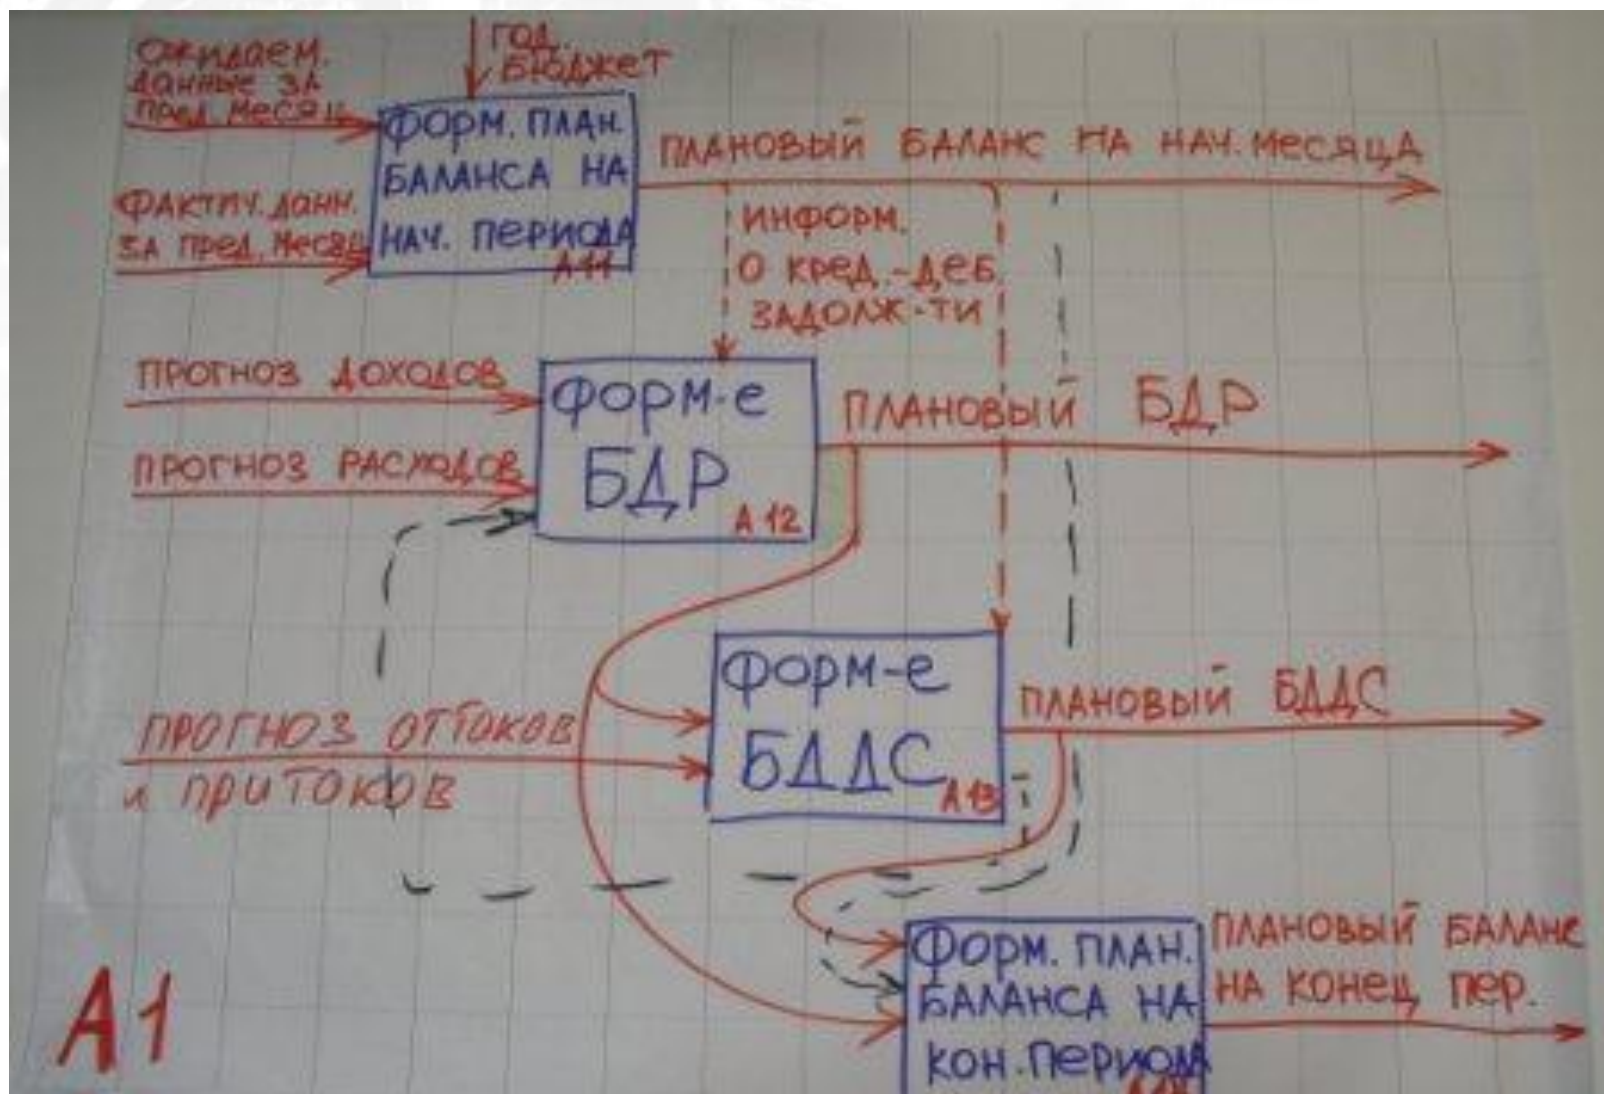 ОЖИДАЕМ.
ДАННЫЕ ЗА
ПРЕД. МЕСЯЦ
ГОД.
БЮДЖЕТ
ФОРМ. ПЛАН.
БАЛАНСА НА
НАЧ. ПЕРИОДА
А11
ФАКТИЧ. ДАНН.
ЗА ПРЕД. МЕСЯЦ
ПЛАНОВЫЙ БАЛАНС НА НАЧ. МЕСЯЦА
ИНФОРМ.
О КРЕД.-ДЕБ.
ЗАДОЛЖ-ТИ
ПРОГНОЗ ДОХОДОВ
ПРОГНОЗ РАСХОДОВ
ФОРМ-е
БДР
А12
ПЛАНОВЫЙ БДР
ПРОГНОЗ ОТТОКОВ
и ПРИТОКОВ
ФОРМ-е
БДДС
А13
ПЛАНОВЫЙ БДДС
ФОРМ. ПЛАН.
БАЛАНСА НА
КОН. ПЕРИОДА
ПЛАНОВЫЙ БАЛАНС
НА КОНЕЦ ПЕР.
А1